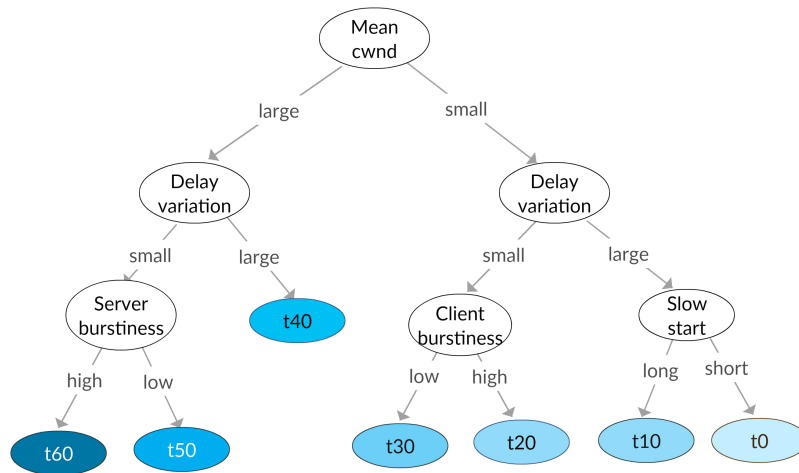 Mean
cwnd
large
small
Delay
variation
Delay
variation
small
large
small
large
Server
burstiness
t40
Client
burstiness
Slow
start
high
low
low
high
long
short
t60
t50
t30
t20
t10
t0